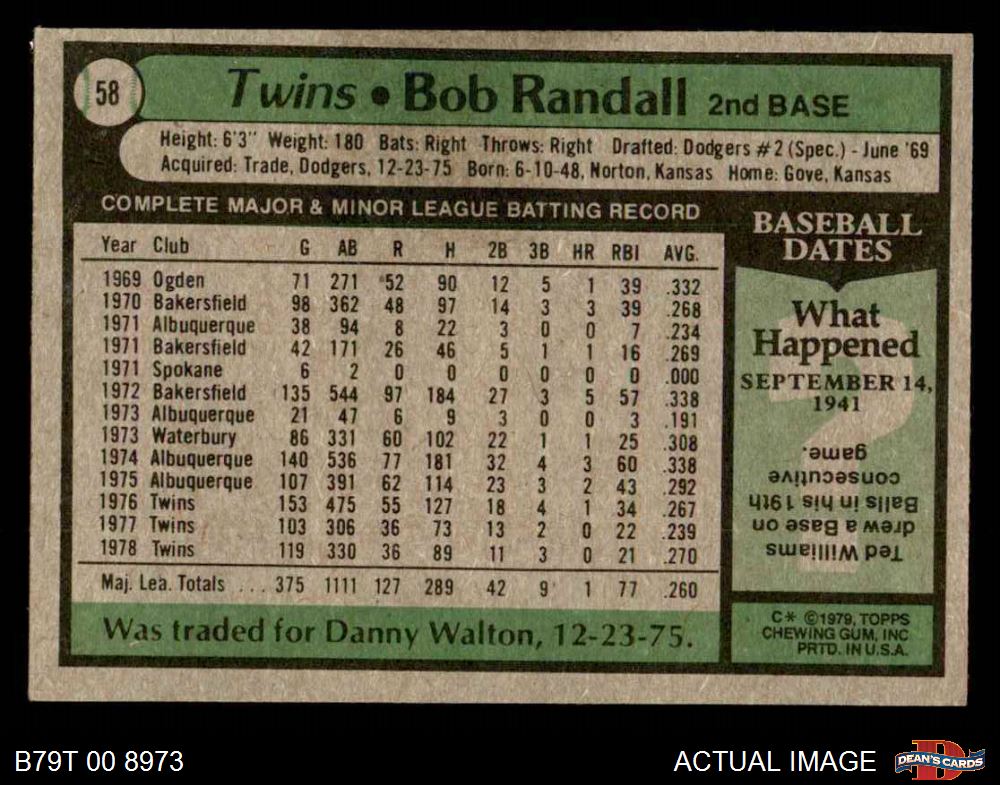 58
Twins • Bob Randall 2nd BASE
Height: 6'3" Weight: 180 Bats: Right Throws: Right Drafted: Dodgers #2 (Spec.) - June '69
Acquired: Trade, Dodgers, 12-23-75 Born: 6-10-48, Norton, Kansas Home: Gove, Kansas
COMPLETE MAJOR & MINOR LEAGUE BATTING RECORD
Year Club G AB R H 2B 3B HR RBI AVG.
1969 Ogden 71 271 *52 90 12 5 1 39 .332
1970 Bakersfield 98 362 48 97 14 3 3 39 .268
1971 Albuquerque 38 94 8 22 3 0 0 7 .234
1971 Bakersfield 42 171 26 46 5 1 1 16 .269
1971 Spokane 6 2 0 0 0 0 0 0 .000
1972 Bakersfield 135 544 97 184 27 3 5 57 .338
1973 Albuquerque 21 47 6 9 3 0 0 3 .191
1973 Waterbury 86 331 60 102 22 1 1 25 .308
1974 Albuquerque 140 536 77 181 32 4 3 60 .338
1975 Albuquerque 107 391 62 114 23 3 2 43 .292
1976 Twins 153 475 55 127 18 4 1 34 .267
1977 Twins 103 306 36 73 13 2 0 22 .239
1978 Twins 119 330 36 89 11 3 0 21 .270
Maj. Lea. Totals ... 375 1111 127 289 42 9 1 77 .260
Was traded for Danny Walton, 12-23-75.
BASEBALL
DATES
What
Happened
SEPTEMBER 14,
1941
Ted Williams
drew a Base on
Balls in his 19th
consecutive
game.
C* ©1979, TOPPS
CHEWING GUM, INC
PRTD. IN U.S.A.
B79T 00 8973
ACTUAL IMAGE
D
DEAN'S CARDS